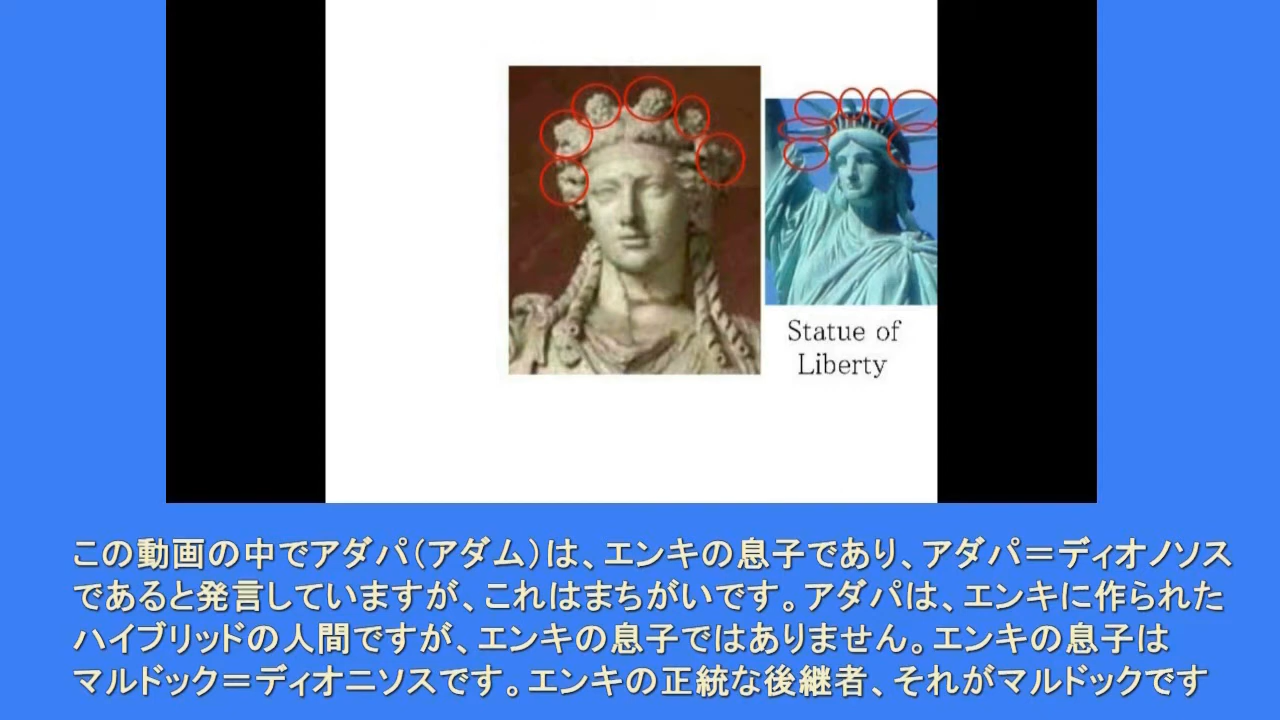 Statue of
Liberty
この動画の中でアダパ（アダム）は、エンキの息子であり、アダパ＝ディオノソス
であると発言していますが、これはまちがいです。アダパは、エンキに作られた
ハイブリッドの人間ですが、エンキの息子ではありません。エンキの息子は
マルドック＝ディオニソスです。エンキの正統な後継者、それがマルドックです